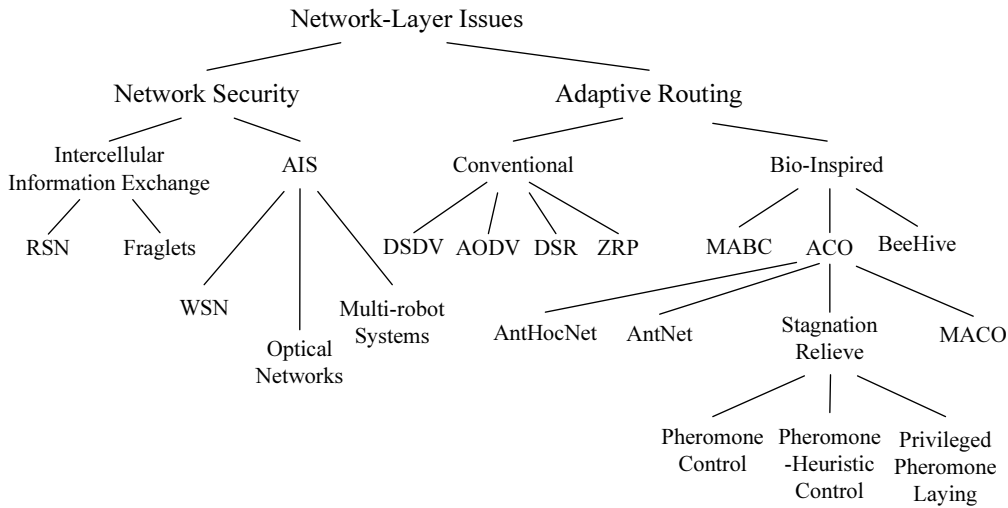 Network-Layer Issues
Network Security
Adaptive Routing
Intercellular
Information Exchange
AIS
Conventional
Bio-Inspired
RSN
Fraglets
DSDV
AODV
DSR
ZRP
MABC
ACO
BeeHive
WSN
Optical
Networks
Multi-robot
Systems
AntHocNet
AntNet
Stagnation
Relieve
MACO
Pheromone
Control
Pheromone
-Heuristic
Control
Privileged
Pheromone
Laying